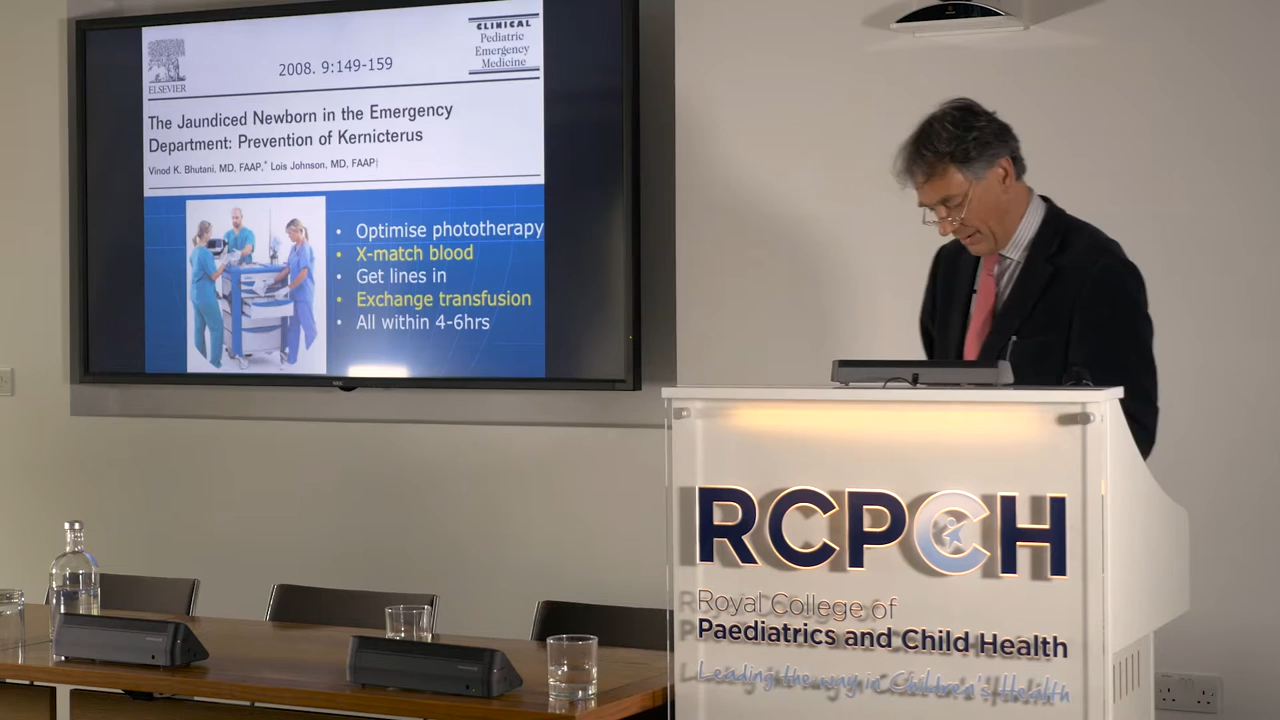 ELSEVIER
2008. 9:149-159
CLINICAL
Pediatric
Emergency
Medicine
The Jaundiced Newborn in the Emergency
Department: Prevention of Kernicterus
Vinod K. Bhutani, MD, FAAP,* Lois Johnson, MD, FAAP
• Optimise phototherapy
• X-match blood
• Get lines in
• Exchange transfusion
• All within 4-6hrs
NEC
RCPCH
Royal College of
Paediatrics and Child Health
Leading the way in Children's Health